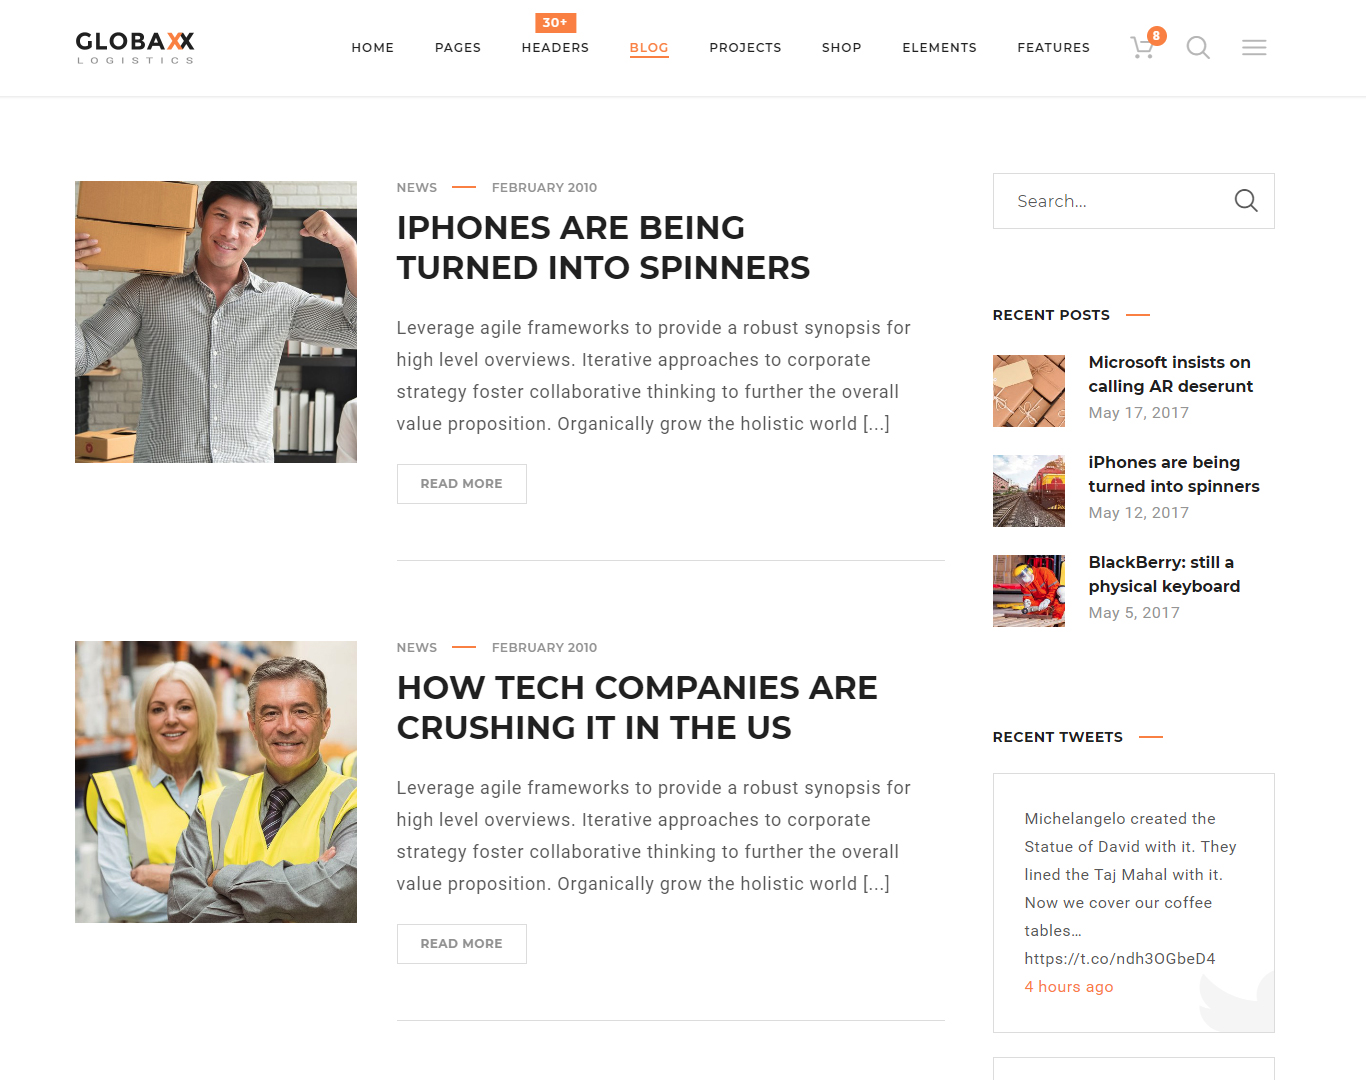 GLOBAXX
LOGISTICS
30+
HOME PAGES HEADERS BLOG PROJECTS SHOP ELEMENTS FEATURES
8
NEWS FEBRUARY 2010
IPHONES ARE BEING
TURNED INTO SPINNERS
Leverage agile frameworks to provide a robust synopsis for
high level overviews. Iterative approaches to corporate
strategy foster collaborative thinking to further the overall
value proposition. Organically grow the holistic world [...]
READ MORE
NEWS FEBRUARY 2010
HOW TECH COMPANIES ARE
CRUSHING IT IN THE US
Leverage agile frameworks to provide a robust synopsis for
high level overviews. Iterative approaches to corporate
strategy foster collaborative thinking to further the overall
value proposition. Organically grow the holistic world [...]
READ MORE
Search...
RECENT POSTS
Microsoft insists on
calling AR deserunt
May 17, 2017
iPhones are being
turned into spinners
May 12, 2017
BlackBerry: still a
physical keyboard
May 5, 2017
RECENT TWEETS
Michelangelo created the
Statue of David with it. They
lined the Taj Mahal with it.
Now we cover our coffee
tables…
https://t.co/ndh3OGbeD4
4 hours ago